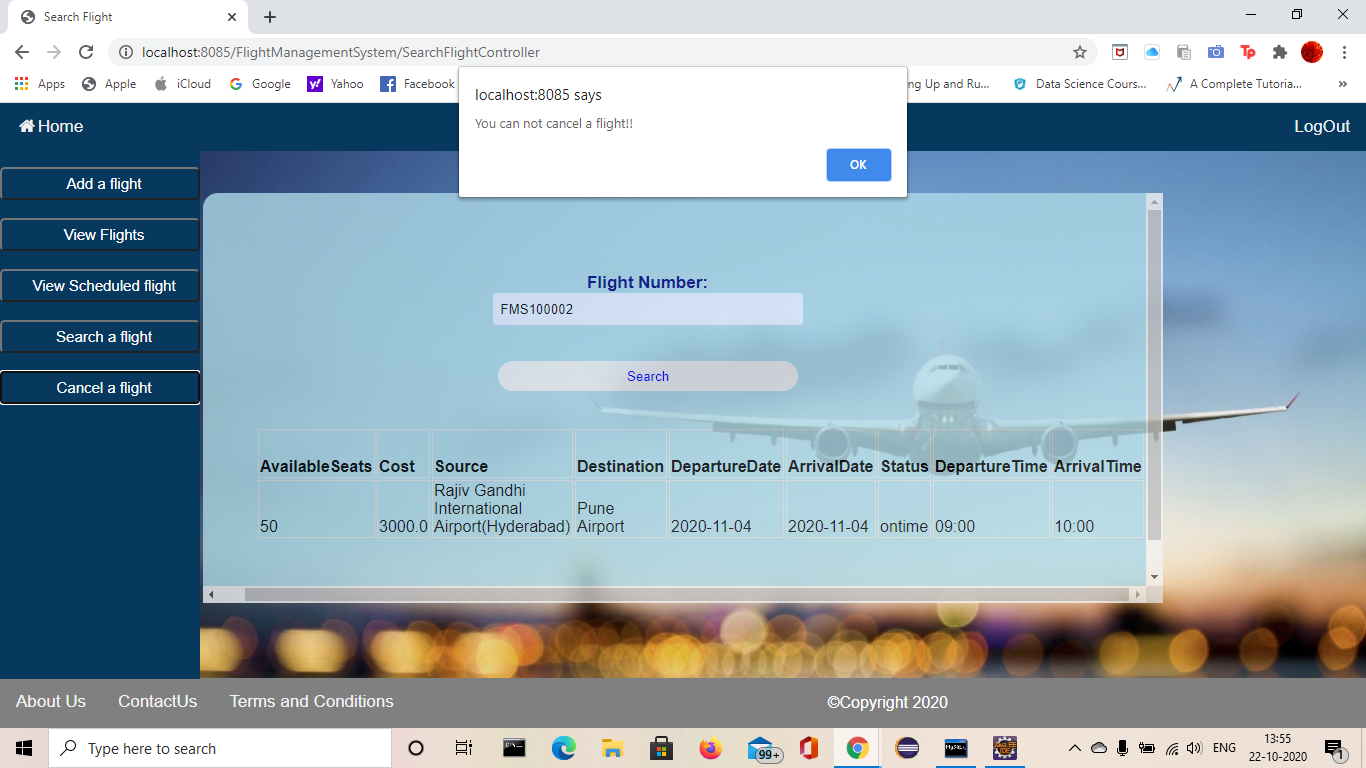 Search Flight
localhost:8085/FlightManagementSystem/SearchFlightController
Apps Apple iCloud Google Yahoo Facebook ng Up and Ru... Data Science Cours... A Complete Tutoria... »
localhost:8085 says
You can not cancel a flight!!
OK
Home
LogOut
Add a flight
View Flights
View Scheduled flight
Search a flight
Cancel a flight
Flight Number:
FMS100002
Search
AvailableSeats Cost Source Destination DepartureDate ArrivalDate Status DepartureTime ArrivalTime
Rajiv Gandhi
International Pune
50 3000.0 Airport(Hyderabad) Airport 2020-11-04 2020-11-04 ontime 09:00 10:00
About Us ContactUs Terms and Conditions ©Copyright 2020
Type here to search
99+
ENG
13:55
22-10-2020
1